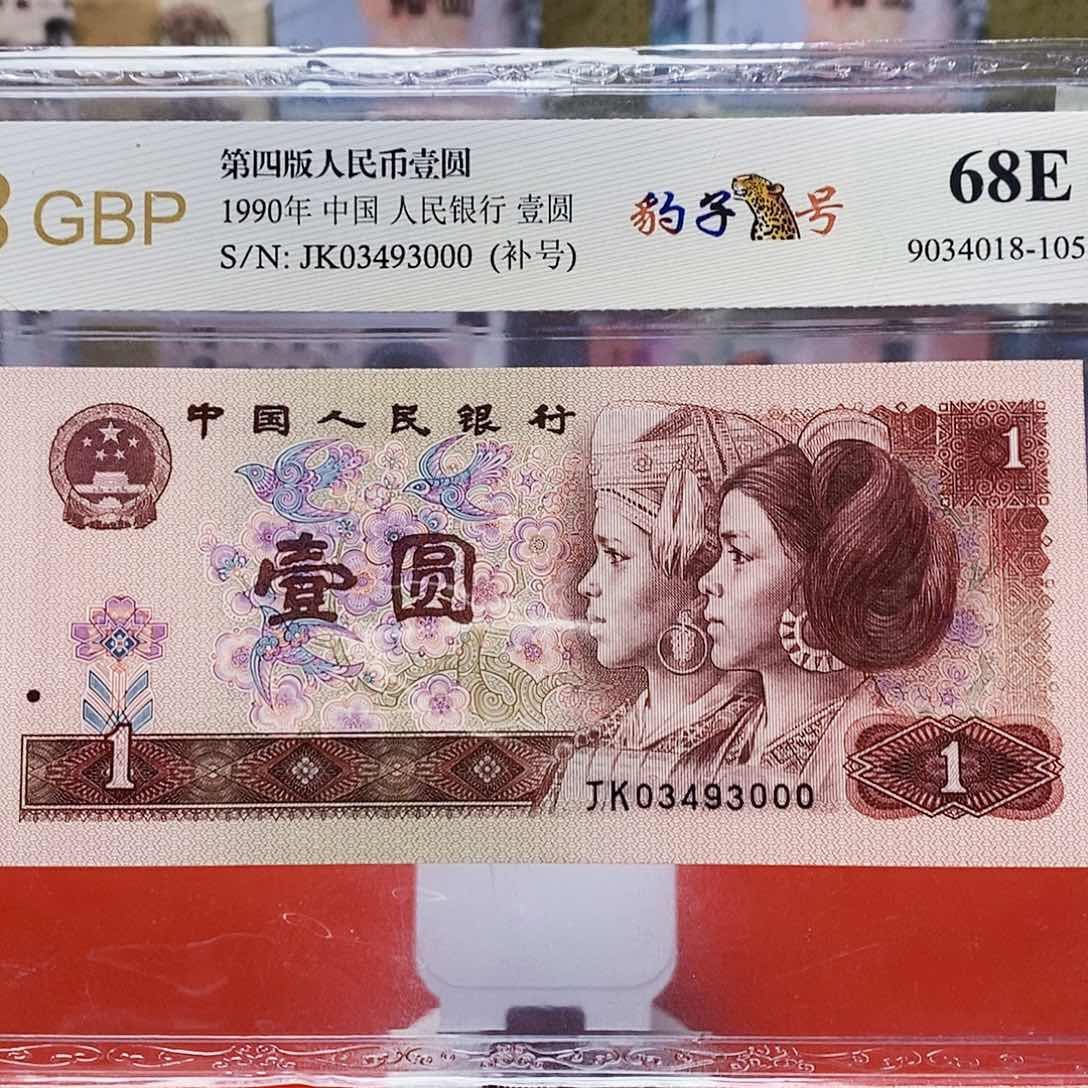 GBP
第四版人民币壹圆
1990年 中国 人民银行 壹圆
S/N: JK03493000 (补号)
豹子号
68E
9034018-105
中国人民银行
1
壹圆
1
JK03493000
1